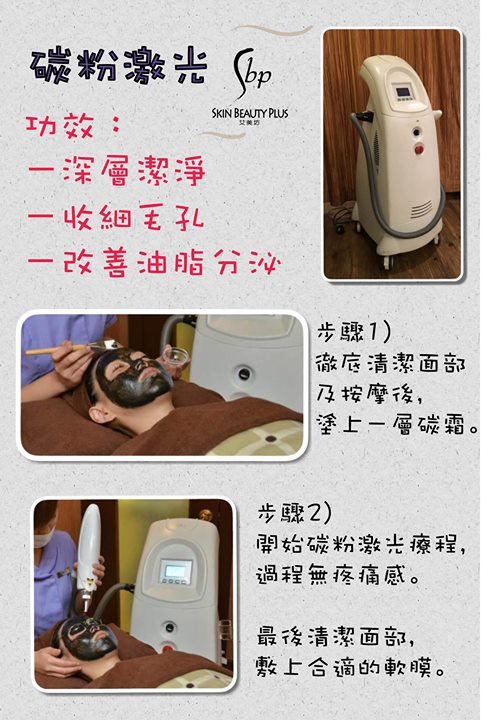 碳粉激光
Sbp
SKIN BEAUTY PLUS
艾美坊
功效：
一深層潔淨
一收細毛孔
一改善油脂分泌
步驟1)
徹底清潔面部
及按摩後,
塗上一層碳霜。
步驟2)
開始碳粉激光療程,
過程無疼痛感。
最後清潔面部,
敷上合適的軟膜。